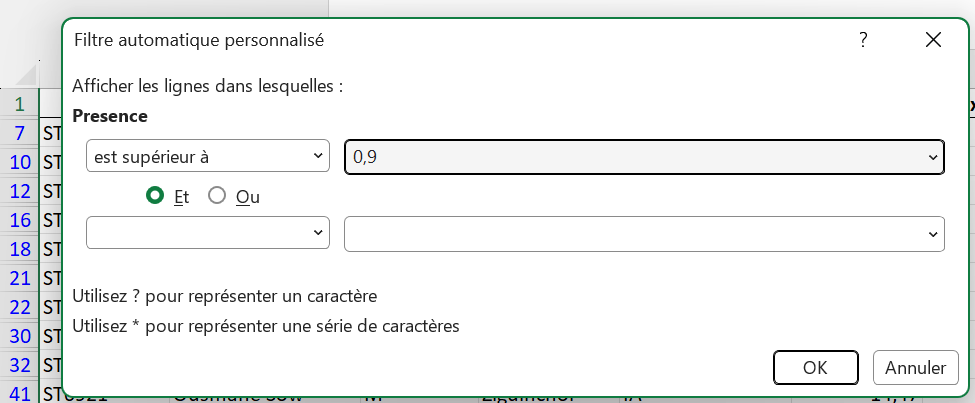 Filtre automatique personnalisé ?
Afficher les lignes dans lesquelles :
1
Presence
7 ST
est supérieur à 0,9
10 ST
12 ST
Et Ou
16 ST
18 ST
21 ST
22 ST
Utilisez ? pour représenter un caractère
30 ST
Utilisez * pour représenter une série de caractères
32 ST
OK Annuler
41